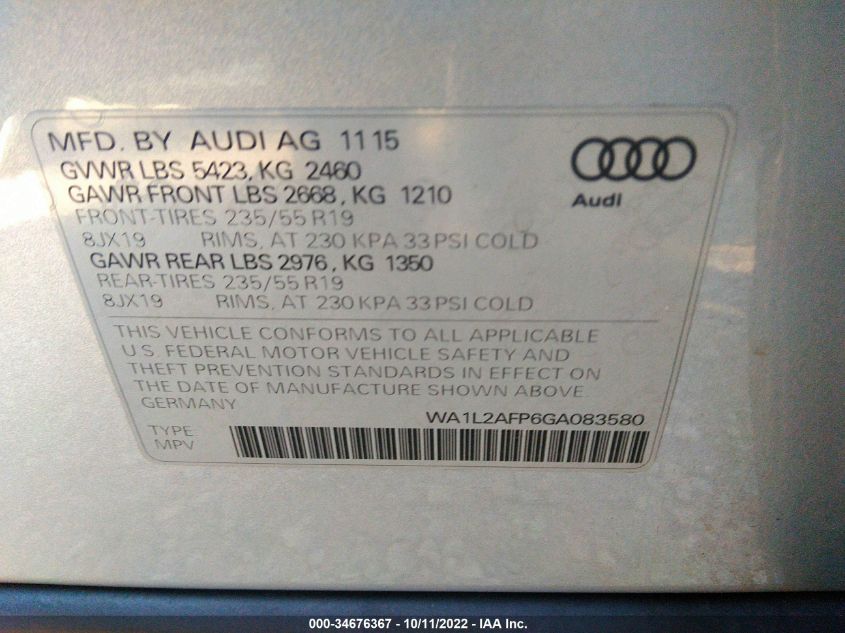 MFD. BY AUDI AG 11 15
GVWR LBS 5423, KG 2460
GAWR FRONT LBS 2668, KG 1210
FRONT-TIRES 235/55 R19
8JX19 RIMS, AT 230 KPA 33 PSI COLD
GAWR REAR LBS 2976, KG 1350
REAR-TIRES 235/55 R19
8JX19 RIMS, AT 230 KPA 33 PSI COLD
Audi
THIS VEHICLE CONFORMS TO ALL APPLICABLE
U.S. FEDERAL MOTOR VEHICLE SAFETY AND
THEFT PREVENTION STANDARDS IN EFFECT ON
THE DATE OF MANUFACTURE SHOWN ABOVE.
GERMANY
WA1L2AFP6GA083580
TYPE
MPV
000-34676367 - 10/11/2022 - IAA Inc.